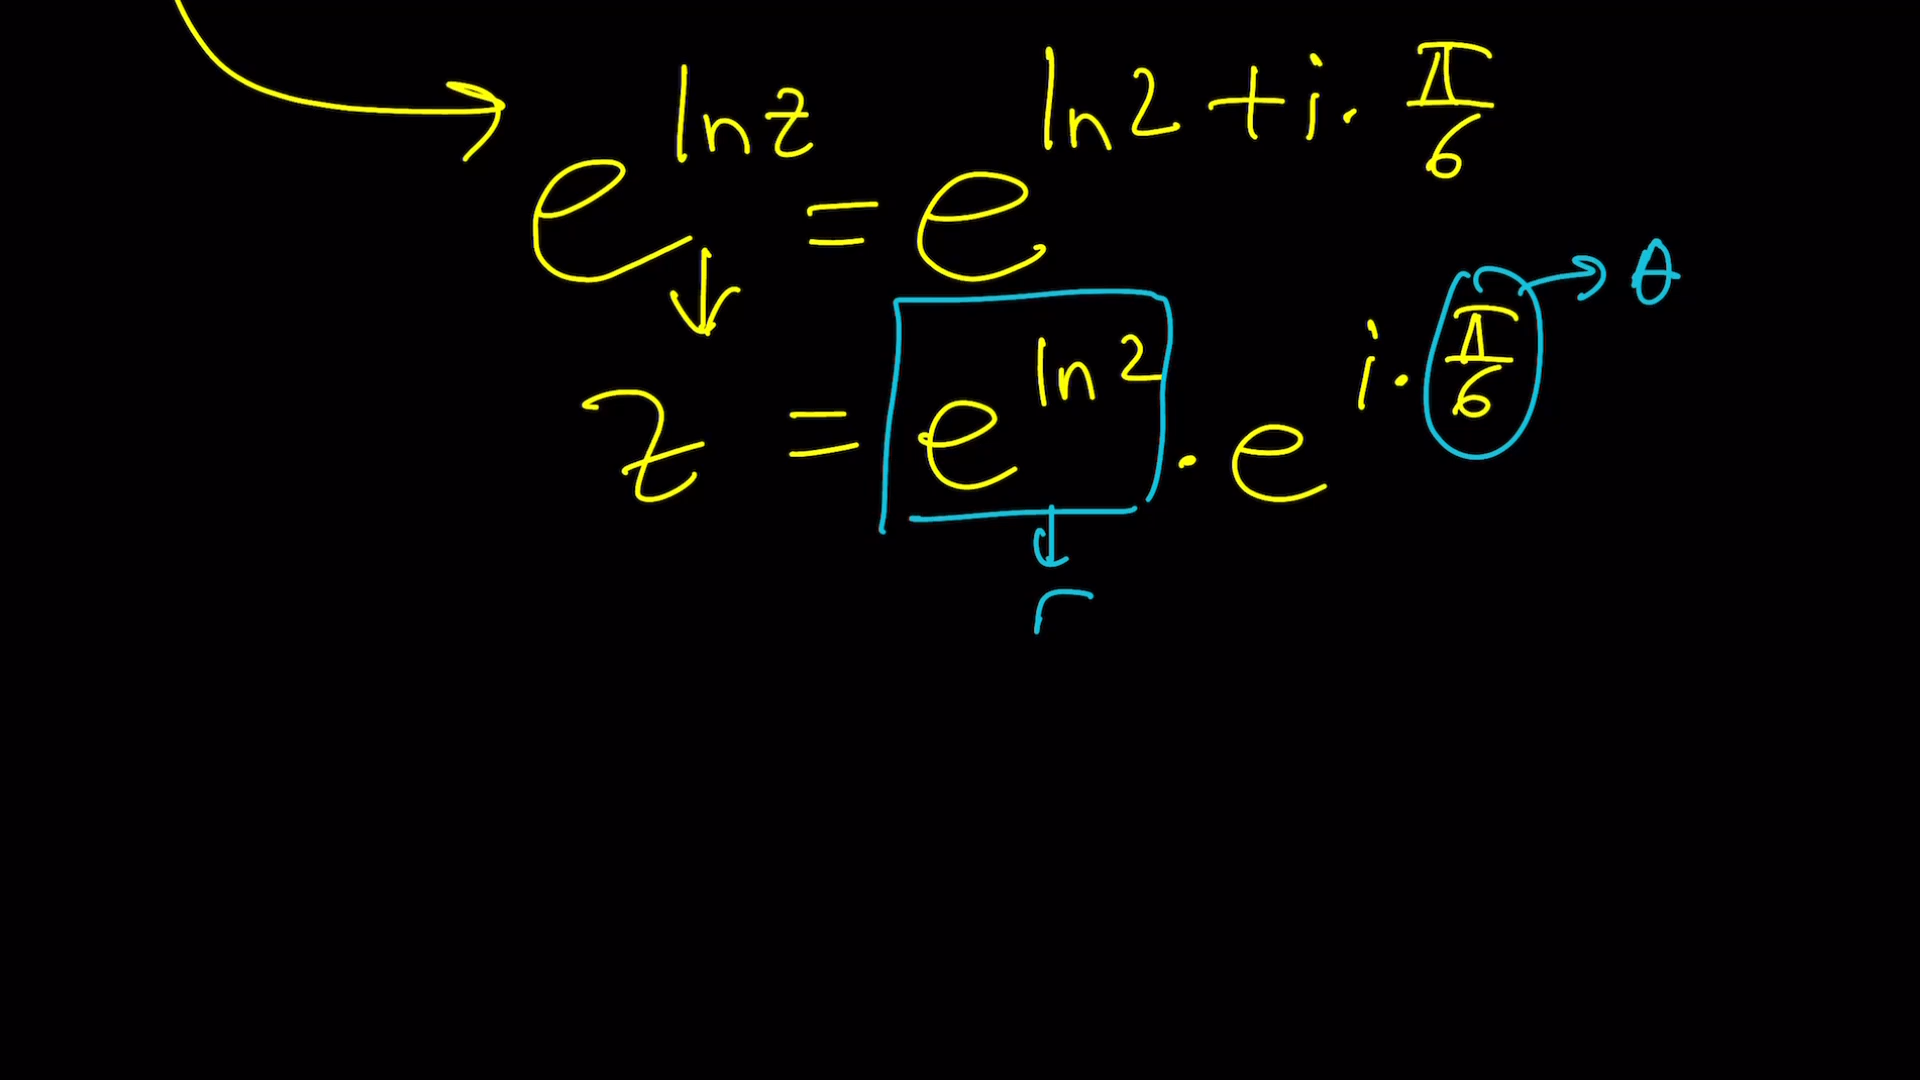 e^{ln z} = e^{ln 2 + i · π/6}
z = e^{ln 2} · e^{i · π/6} → θ
r